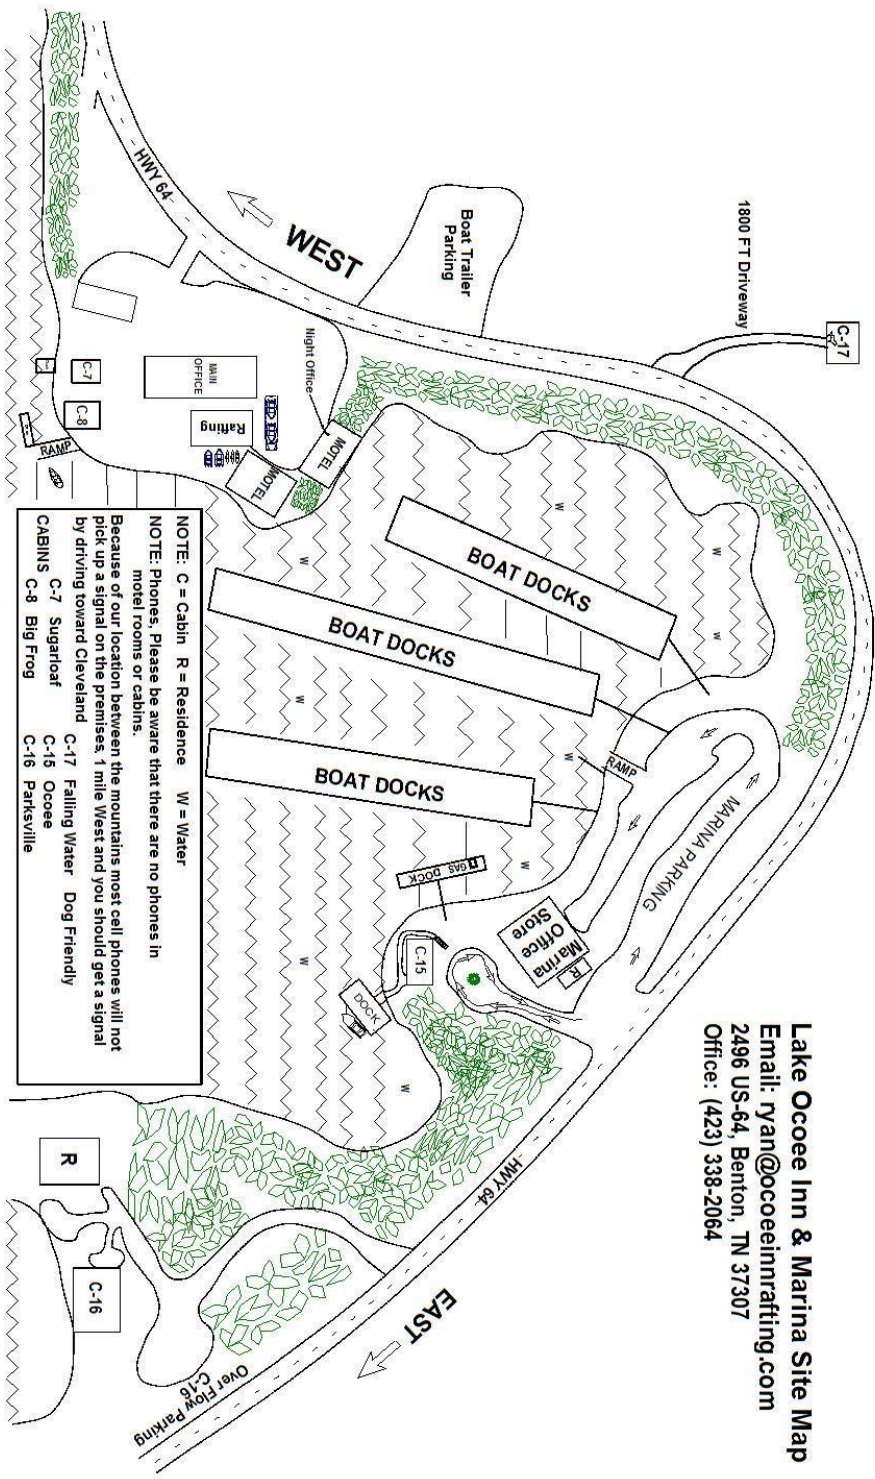 Lake Ocoee Inn & Marina Site Map
Email: ryan@ocoeeinnrafting.com
2496 US-64, Benton, TN 37307
Office: (423) 338-2064
C-17
1800 FT Driveway
Boat Trailer
Parking
WEST
HWY 64
Night Office
MAIN
OFFICE
Rafting
MOTEL
MOTEL
C-7
C-8
RAMP
W
W
W
W
BOAT DOCKS
BOAT DOCKS
BOAT DOCKS
W
W
W
W
W
RAMP
MARINA PARKING
Marina
Office
Store
R
GAS DOCK
C-15
DOCK
HWY 64
EAST
R
C-16
Over Flow Parking
C-16
NOTE: C = Cabin R = Residence W = Water
NOTE: Phones, Please be aware that there are no phones in
motel rooms or cabins.
Because of our location between the mountains most cell phones will not
pick up a signal on the premises, 1 mile West and you should get a signal
by driving toward Cleveland
C-17 Falling Water Dog Friendly
CABINS C-7 Sugarloaf C-15 Ocoee
C-8 Big Frog C-16 Parksville